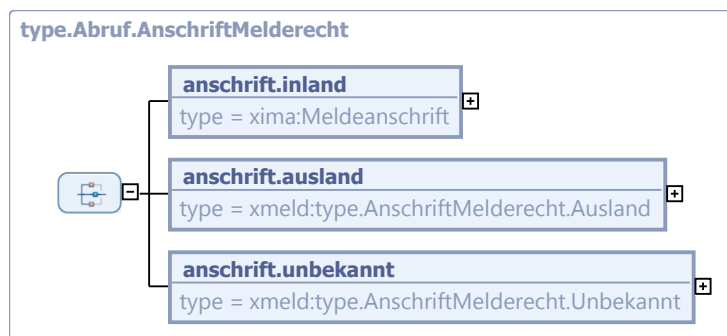 type.Abruf.AnschriftMelderecht
anschrift.inland
type = xima:Meldeanschrift
anschrift.ausland
type = xmeld:type.AnschriftMelderecht.Ausland
anschrift.unbekannt
type = xmeld:type.AnschriftMelderecht.Unbekannt